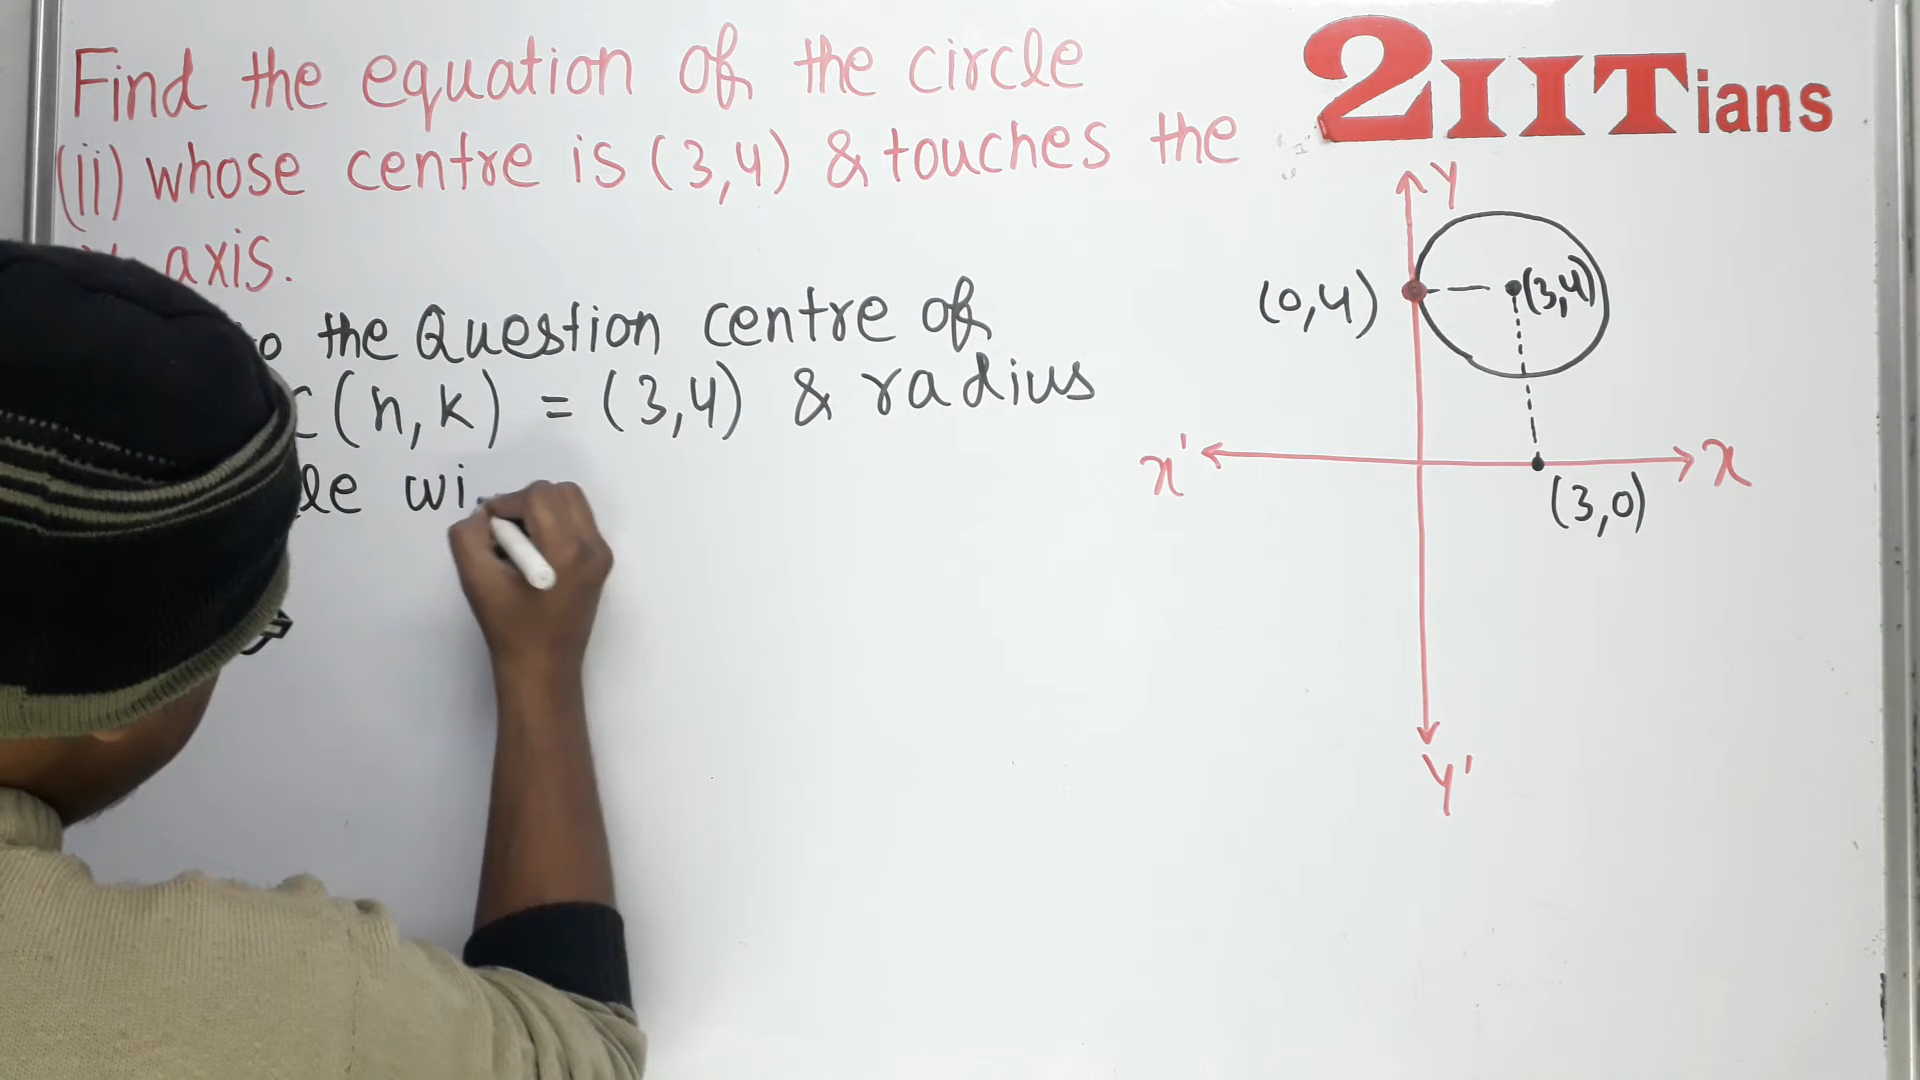 Find the equation of the circle
(ii) whose centre is (3,4) & touches the
axis.
the Question centre of
(h,k) = (3,4) & radius
le wi
2IITians
Y
(0,4)
(3,4)
x'
x
(3,0)
Y'